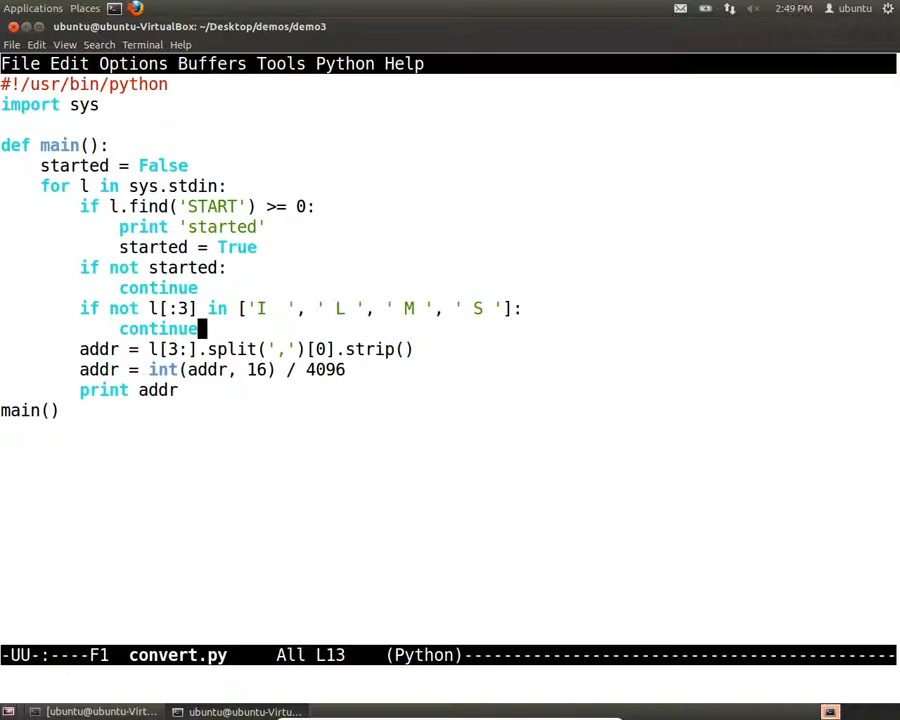 Applications Places 2:49 PM ubuntu
ubuntu@ubuntu-VirtualBox: ~/Desktop/demos/demo3
File Edit View Search Terminal Help
File Edit Options Buffers Tools Python Help
#!/usr/bin/python
import sys
def main():
    started = False
    for l in sys.stdin:
        if l.find('START') >= 0:
            print 'started'
            started = True
        if not started:
            continue
        if not l[:3] in ['I  ', ' L ', ' M ', ' S ']:
            continue
        addr = l[3:].split(',')[0].strip()
        addr = int(addr, 16) / 4096
        print addr
main()
-UU-:----F1  convert.py     All L13    (Python)--------------------------------------------
[ubuntu@ubuntu-Virt... ubuntu@ubuntu-Virtu...